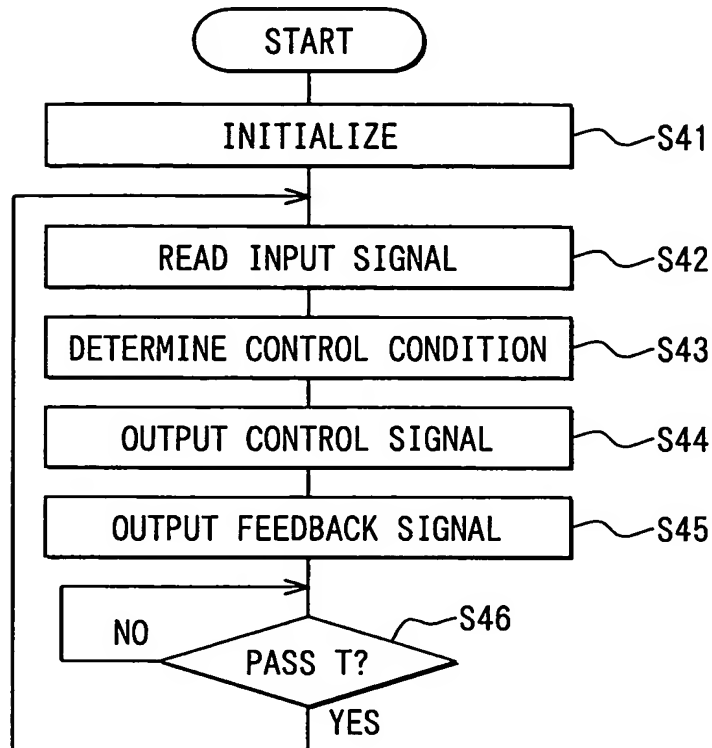 START
INITIALIZE
S41
READ INPUT SIGNAL
S42
DETERMINE CONTROL CONDITION
S43
OUTPUT CONTROL SIGNAL
S44
OUTPUT FEEDBACK SIGNAL
S45
S46
NO
PASS T?
YES